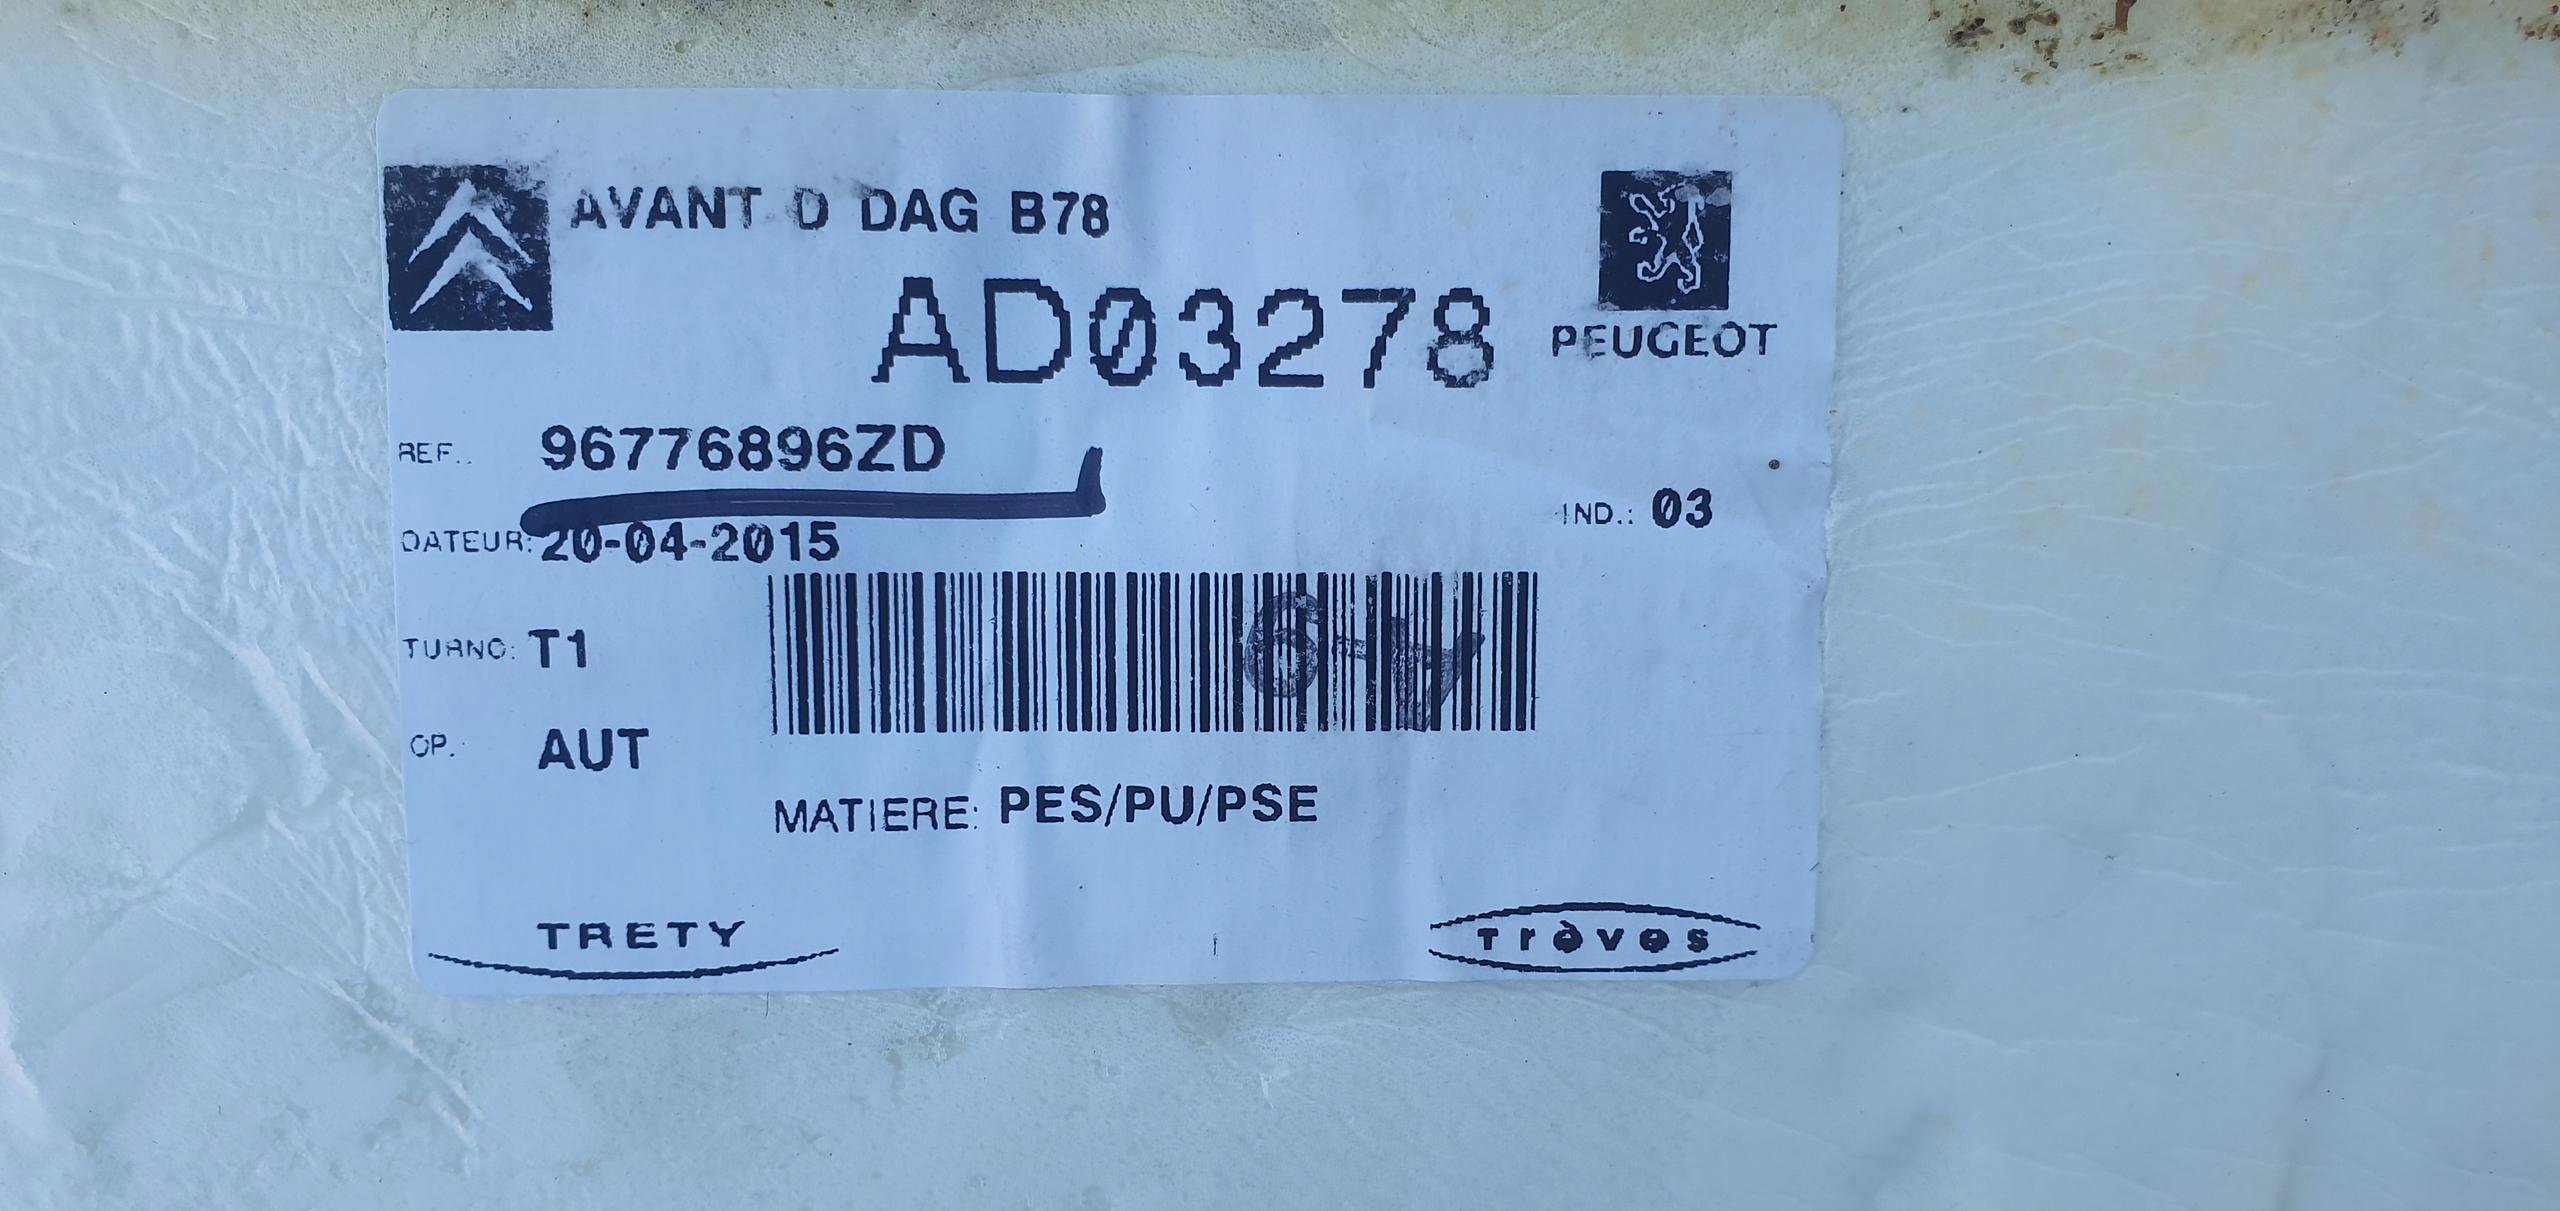 AVANT D DAG B78
AD03278
PEUGEOT
REF.. 96776896ZD
IND.: 03
DATEUR: 20-04-2015
TURNO: T1
OP.: AUT
MATIERE: PES/PU/PSE
TRETY
Trèves